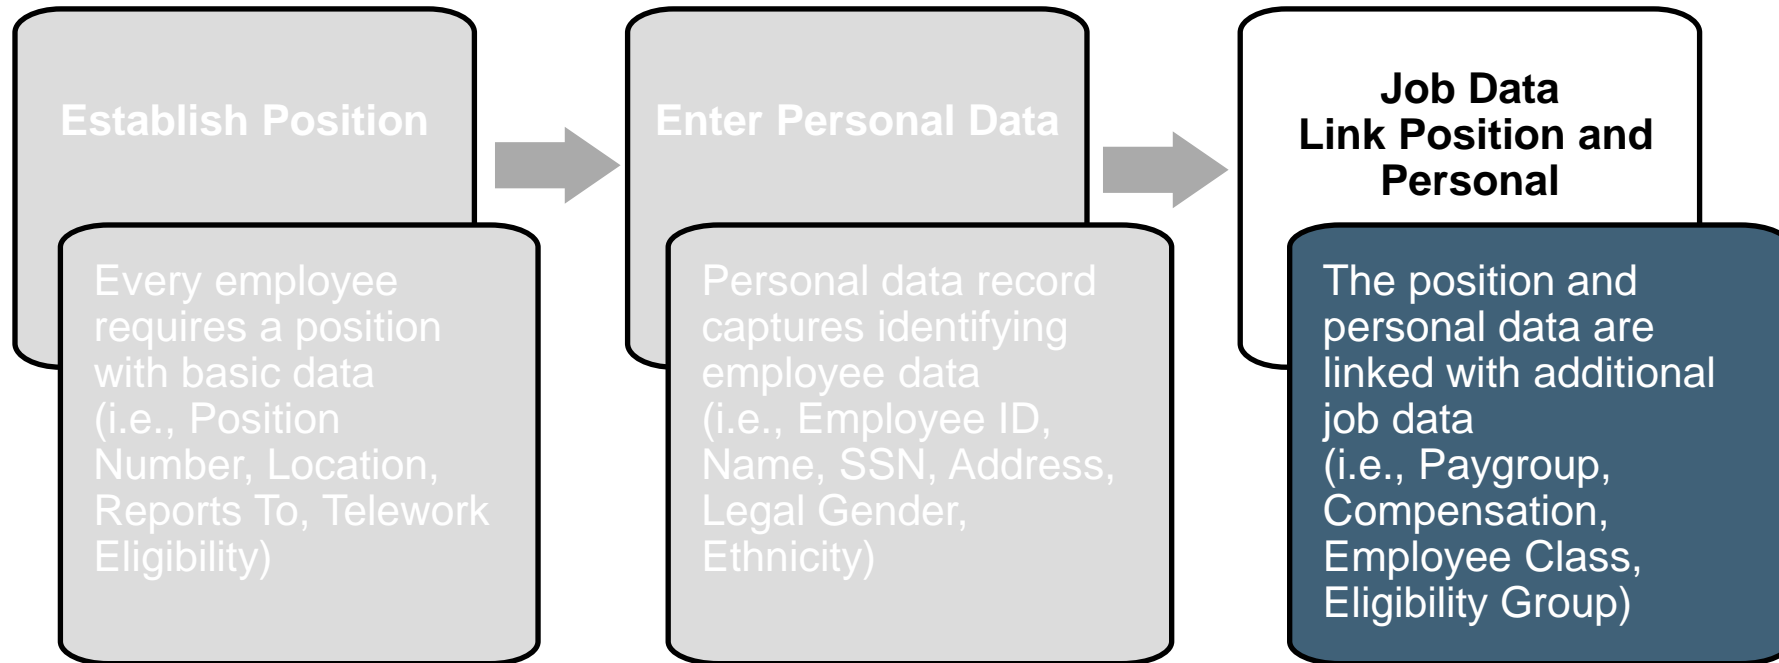 Establish Position
Every employee
requires a position
with basic data
(i.e., Position
Number, Location,
Reports To, Telework
Eligibility)
Enter Personal Data
Personal data record
captures identifying
employee data
(i.e., Employee ID,
Name, SSN, Address,
Legal Gender,
Ethnicity)
Job Data
Link Position and
Personal
The position and
personal data are
linked with additional
job data
(i.e., Paygroup,
Compensation,
Employee Class,
Eligibility Group)